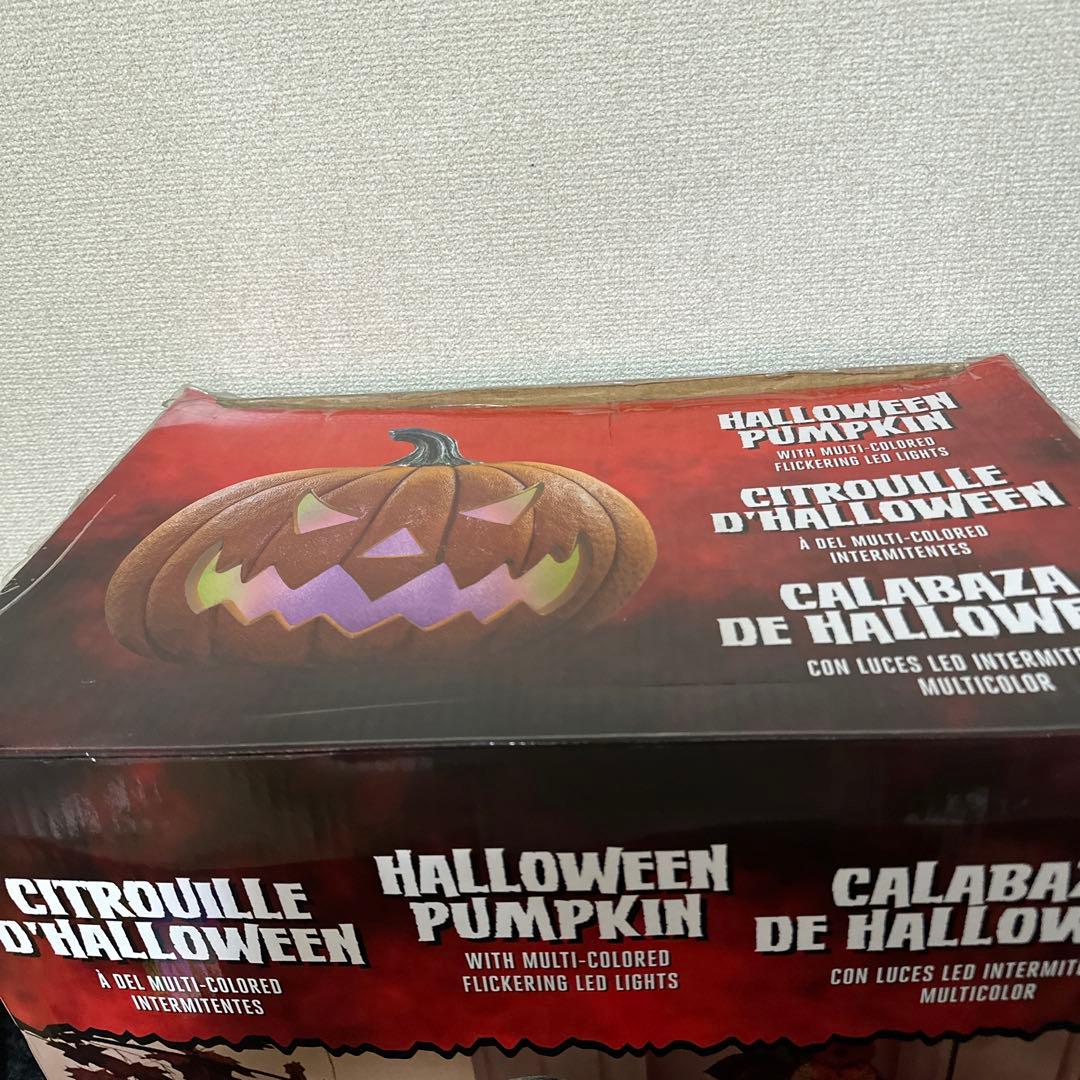 HALLOWEEN
PUMPKIN
WITH MULTI-COLORED
FLICKERING LED LIGHTS
CITROUILLE
D'HALLOWEEN
À DEL MULTI-COLORED
INTERMITENTES
CALABAZA
DE HALLOWE
CON LUCES LED INTERMITE
MULTICOLOR
CITROUILLE
D'HALLOWEEN
À DEL MULTI-COLORED
INTERMITENTES
HALLOWEEN
PUMPKIN
WITH MULTI-COLORED
FLICKERING LED LIGHTS
CALABAZ
DE HALLOW
CON LUCES LED INTERMITE
MULTICOLOR